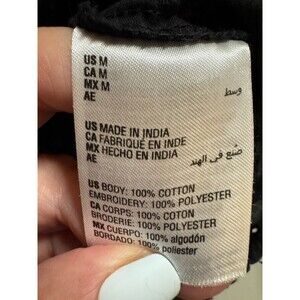 US M
CA M
MX M
AE وسط
US MADE IN INDIA
CA FABRIQUÉ EN INDE
MX HECHO EN INDIA
AE صنع في الهند
US BODY: 100% COTTON
EMBROIDERY: 100% POLYESTER
CA CORPS: 100% COTON
BRODERIE: 100% POLYESTER
MX CUERPO: 100% algodón
BORDADO: 100% poliester